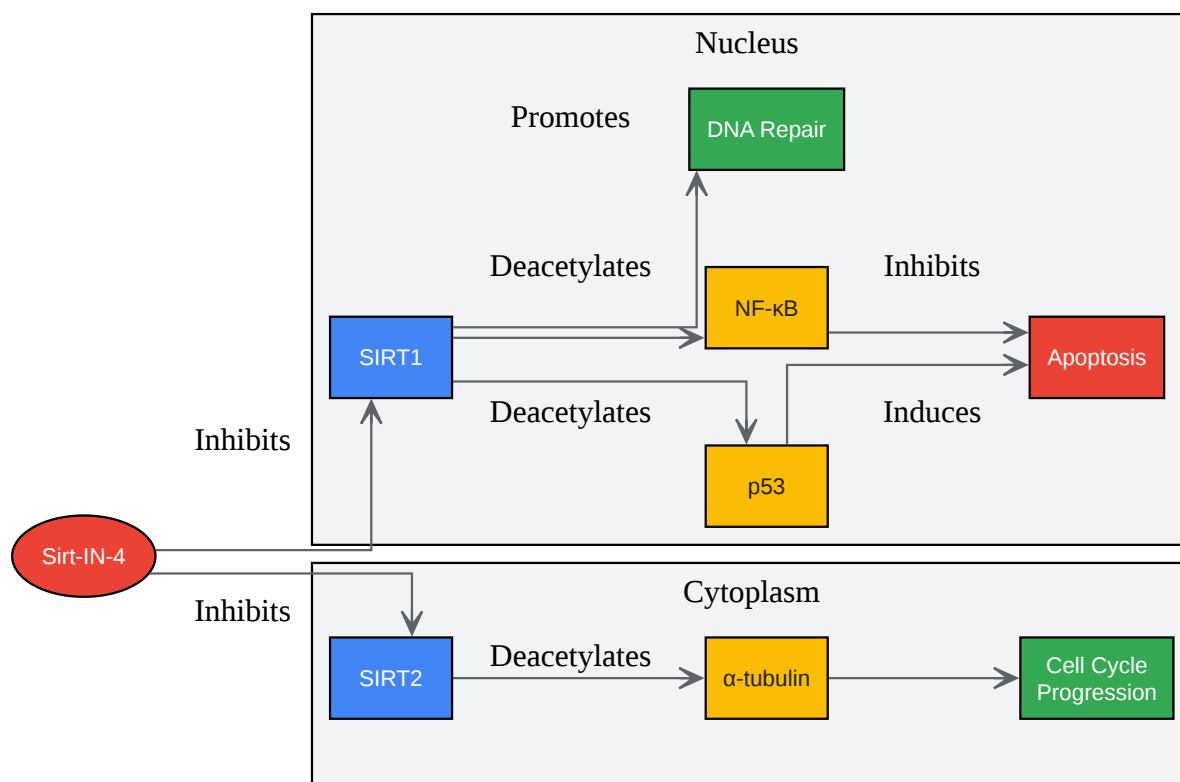 Nucleus
Promotes
DNA Repair
Deacetylates
Inhibits
NF-κB
SIRT1
Apoptosis
Deacetylates
Induces
Inhibits
p53
Sirt-IN-4
Cytoplasm
Inhibits
Deacetylates
SIRT2
α-tubulin
Cell Cycle
Progression